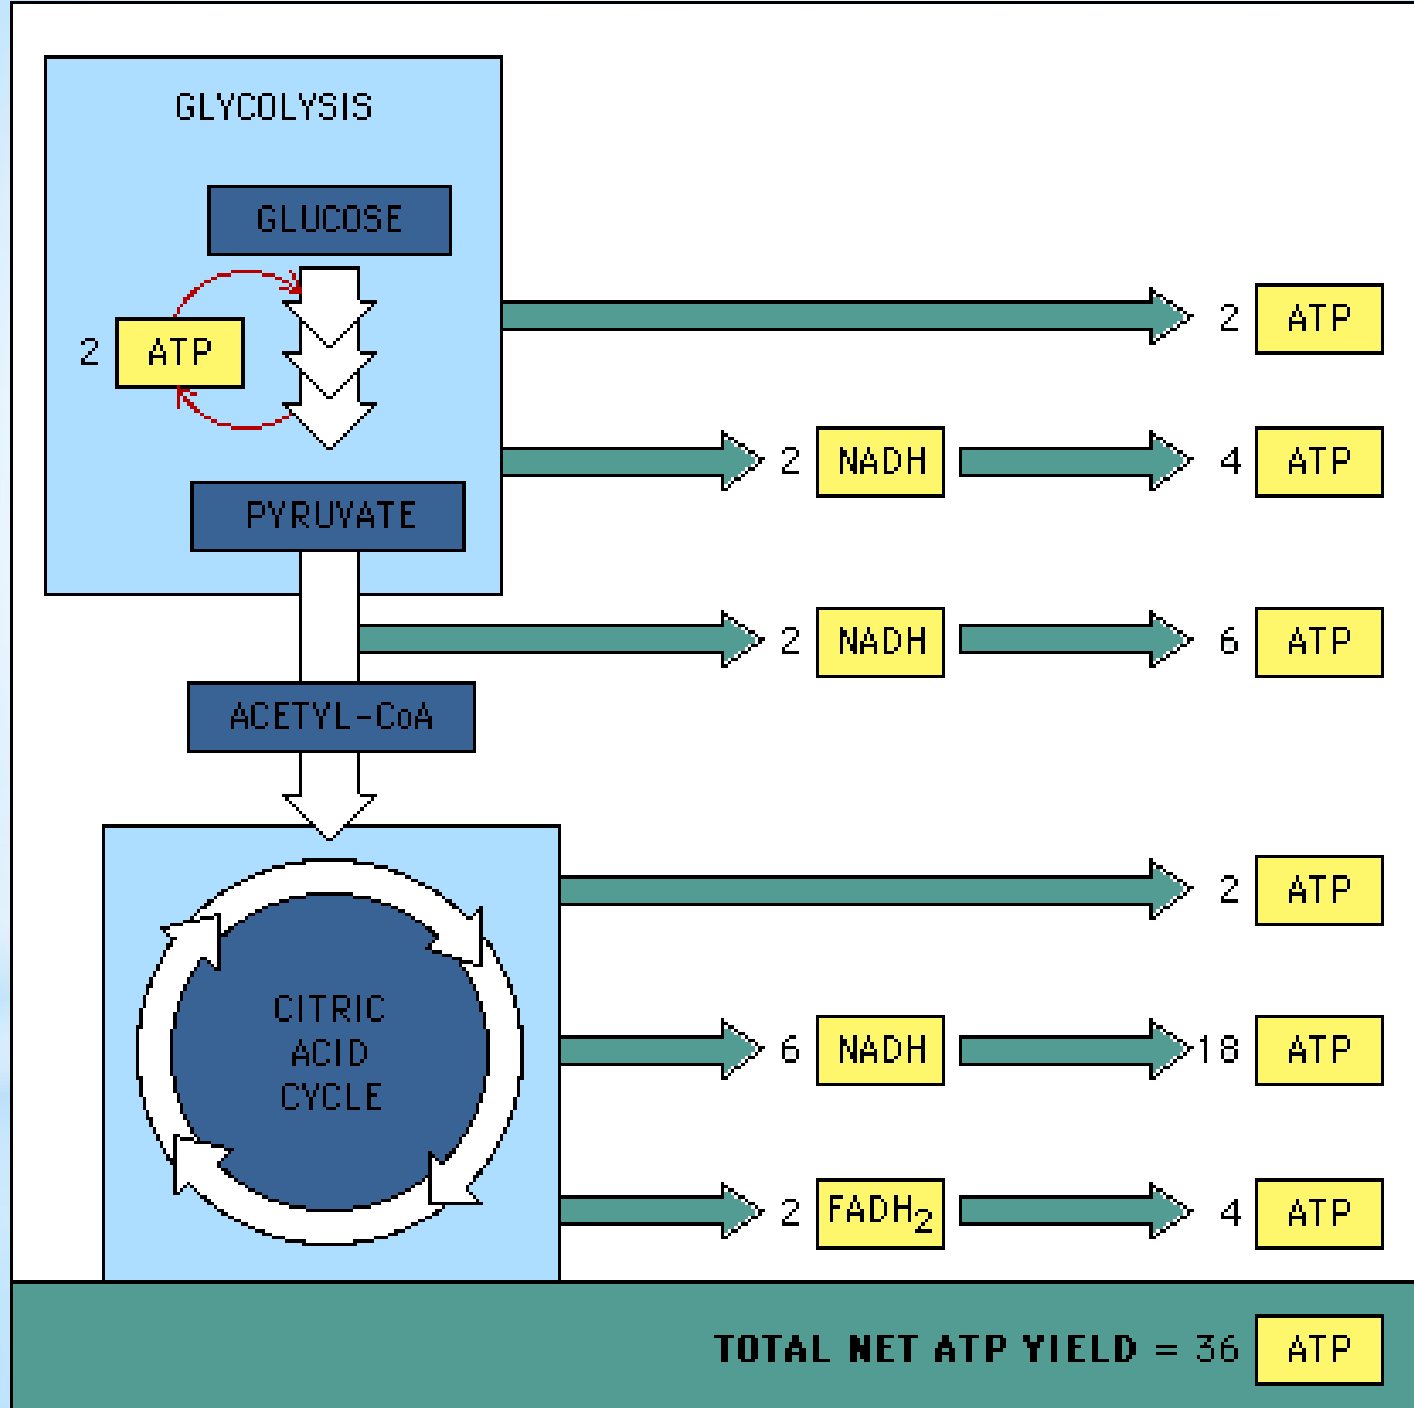 GLYCOLYSIS
GLUCOSE
2 ATP
2 ATP
2 NADH 4 ATP
PYRUVATE
2 NADH 6 ATP
ACETYL-CoA
2 ATP
CITRIC
ACID
CYCLE
6 NADH 18 ATP
2 FADH₂ 4 ATP
TOTAL NET ATP YIELD = 36 ATP